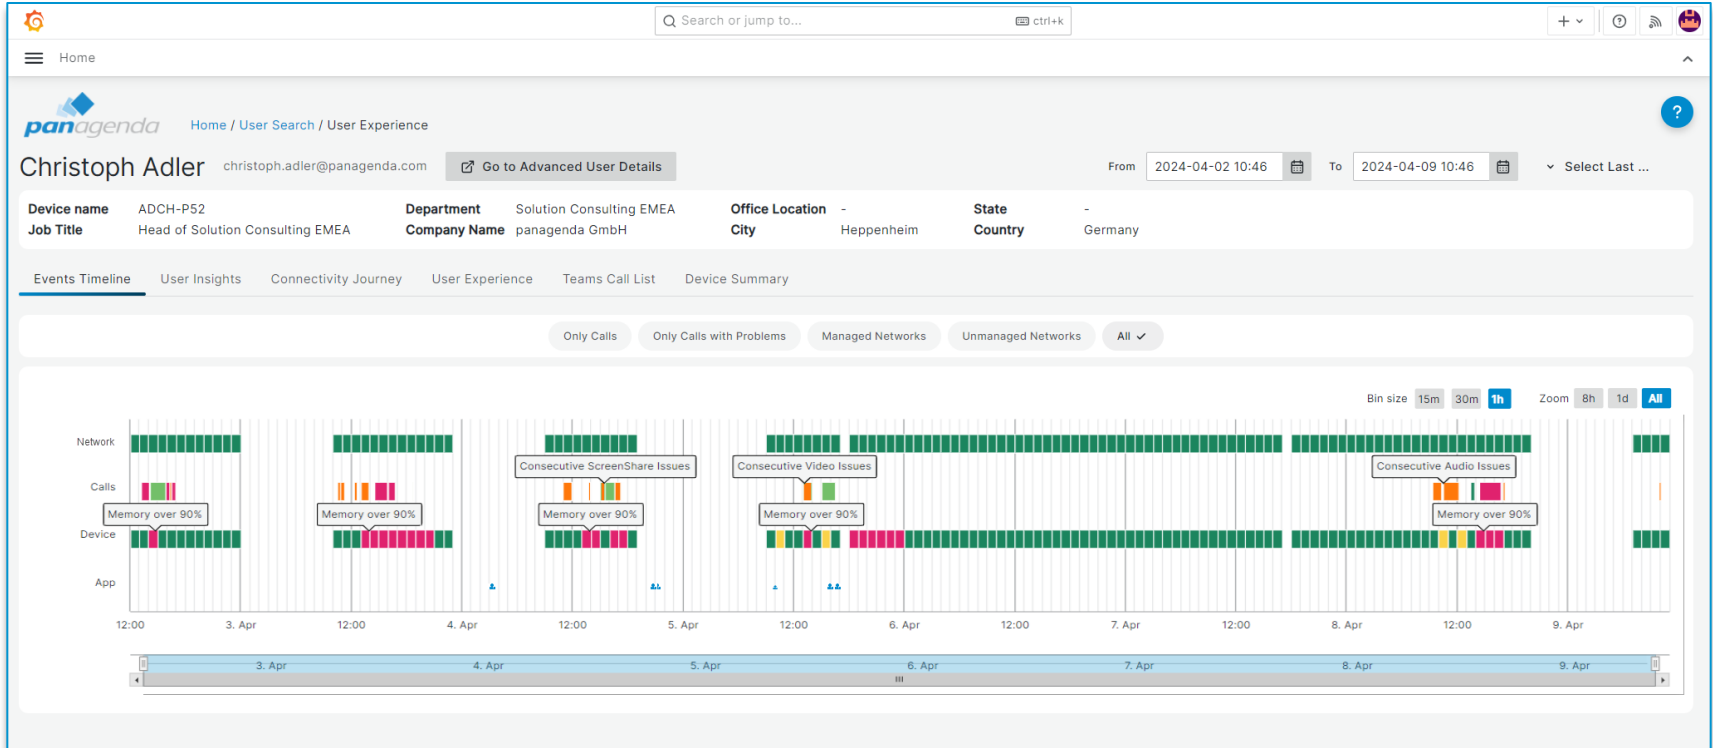 Search or jump to...
ctrl+k
Home
panagenda
Home / User Search / User Experience
?
Christoph Adler
christoph.adler@panagenda.com
Go to Advanced User Details
From 2024-04-02 10:46 To 2024-04-09 10:46 Select Last ...
Device name ADCH-P52 Department Solution Consulting EMEA Office Location - State -
Job Title Head of Solution Consulting EMEA Company Name panagenda GmbH City Heppenheim Country Germany
Events Timeline User Insights Connectivity Journey User Experience Teams Call List Device Summary
Only Calls Only Calls with Problems Managed Networks Unmanaged Networks All
Bin size 15m 30m 1h Zoom 8h 1d All
Network
Consecutive ScreenShare Issues Consecutive Video Issues Consecutive Audio Issues
Calls
Memory over 90% Memory over 90% Memory over 90% Memory over 90% Memory over 90%
Device
App
12:00 3. Apr 12:00 4. Apr 12:00 5. Apr 12:00 6. Apr 12:00 7. Apr 12:00 8. Apr 12:00 9. Apr
3. Apr 4. Apr 5. Apr 6. Apr 7. Apr 8. Apr 9. Apr